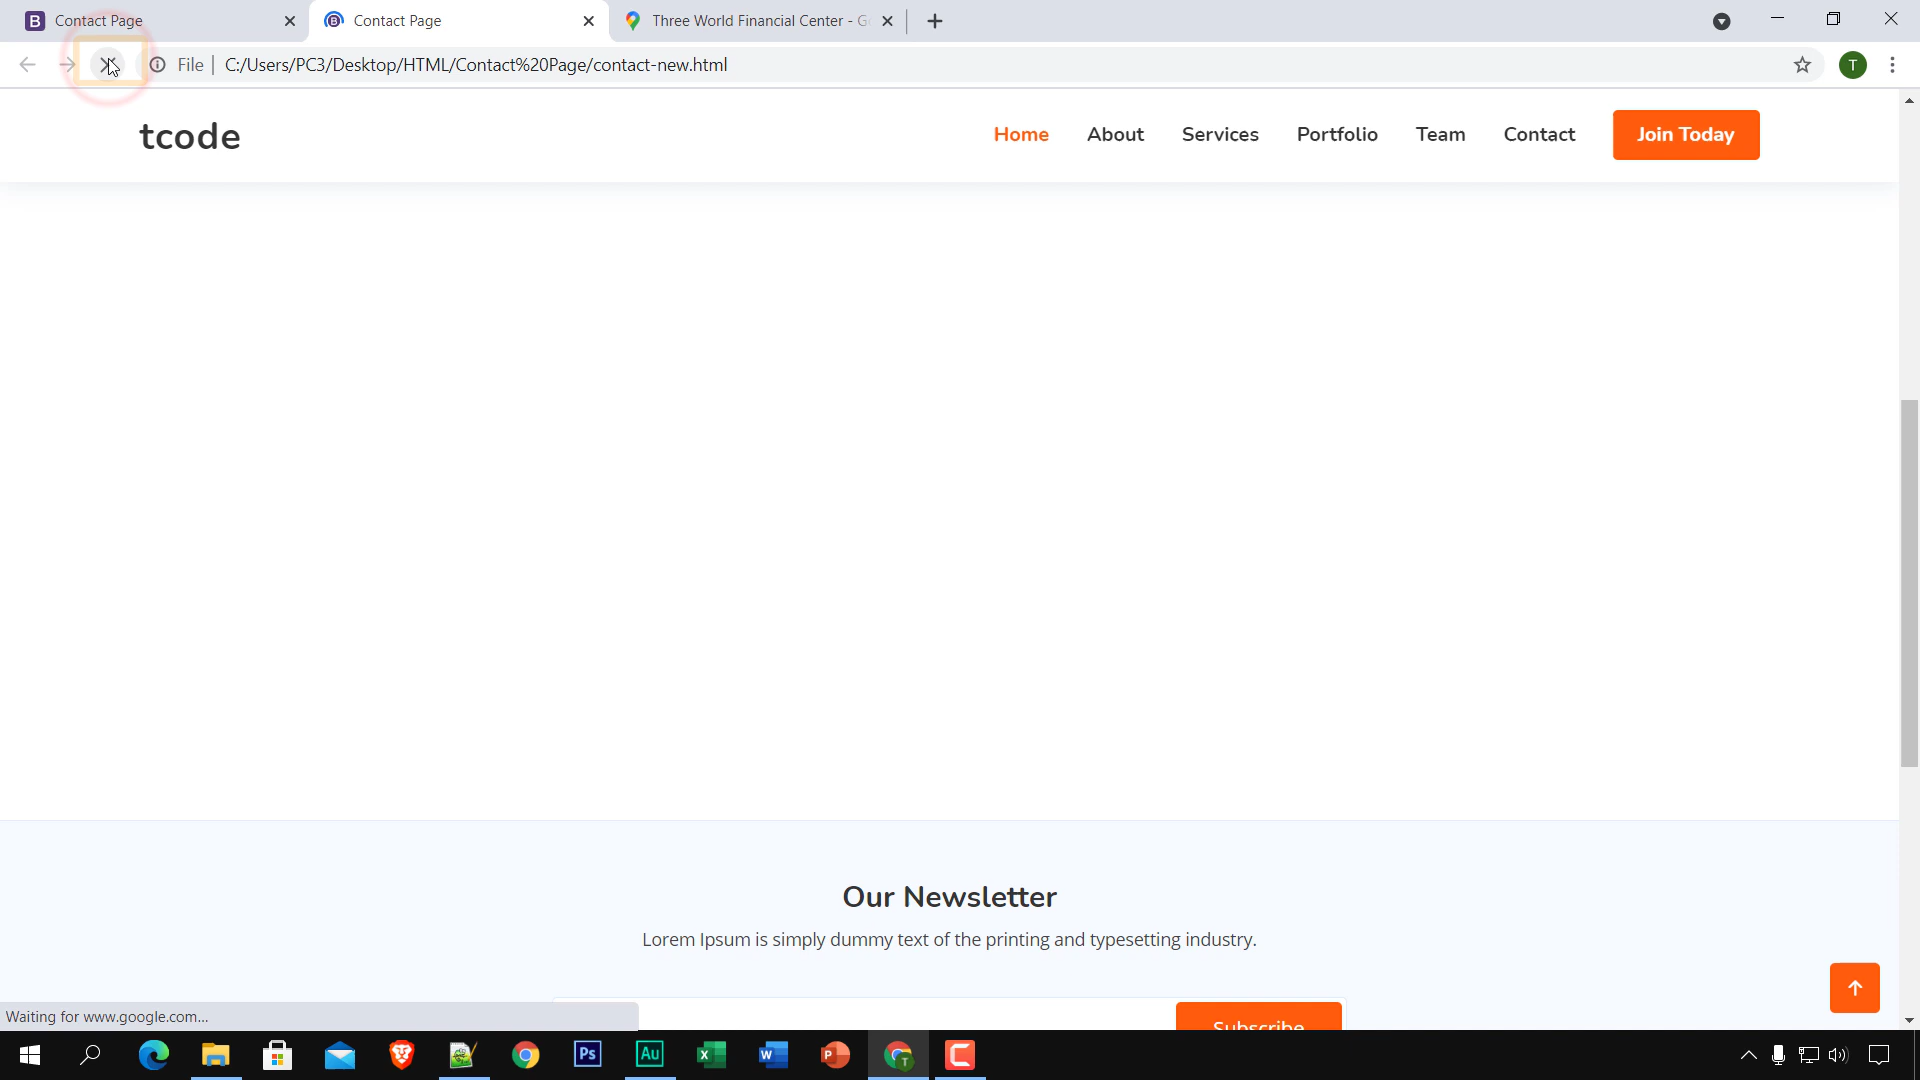 Contact Page
Contact Page
Three World Financial Center - G
File
C:/Users/PC3/Desktop/HTML/Contact%20Page/contact-new.html
T
tcode
Home
About
Services
Portfolio
Team
Contact
Join Today
Our Newsletter
Lorem Ipsum is simply dummy text of the printing and typesetting industry.
Subscribe
Waiting for www.google.com...
Ps
Au